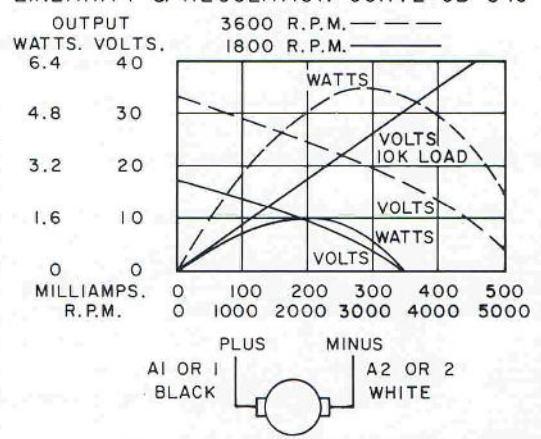 OUTPUT 3600 R.P.M.
WATTS. VOLTS. 1800 R.P.M.
6.4 40
WATTS
4.8 30
VOLTS
10K LOAD
3.2 20
VOLTS
1.6 10
WATTS
VOLTS
0 0
MILLIAMPS. 0 100 200 300 400 500
R.P.M. 0 1000 2000 3000 4000 5000
PLUS MINUS
A1 OR 1 A2 OR 2
BLACK WHITE